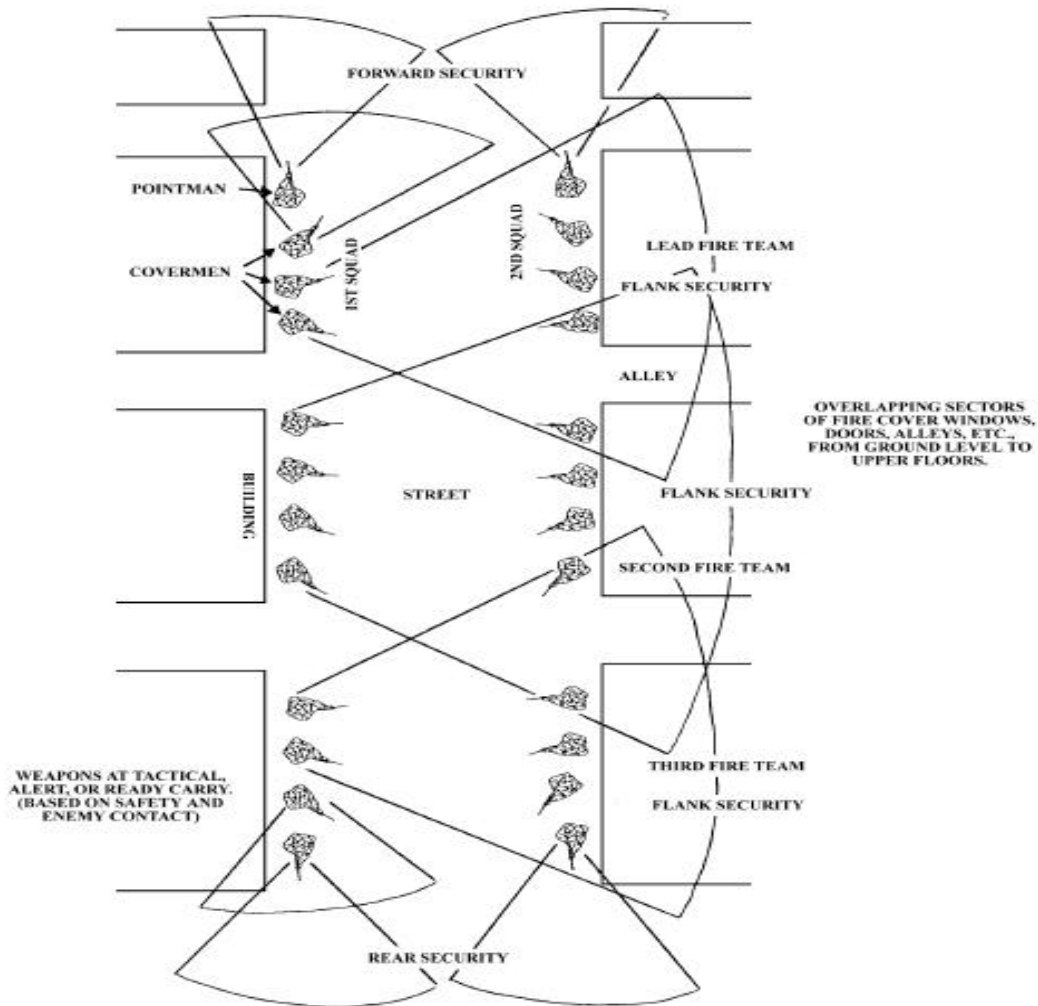 FORWARD SECURITY
POINTMAN
COVERMEN
1ST SQUAD
2ND SQUAD
LEAD FIRE TEAM
FLANK SECURITY
ALLEY
OVERLAPPING SECTORS
OF FIRE COVER WINDOWS,
DOORS, ALLEYS, ETC.,
FROM GROUND LEVEL TO
UPPER FLOORS.
BUILDING
STREET
FLANK SECURITY
SECOND FIRE TEAM
WEAPONS AT TACTICAL,
ALERT, OR READY CARRY.
(BASED ON SAFETY AND
ENEMY CONTACT)
THIRD FIRE TEAM
FLANK SECURITY
REAR SECURITY